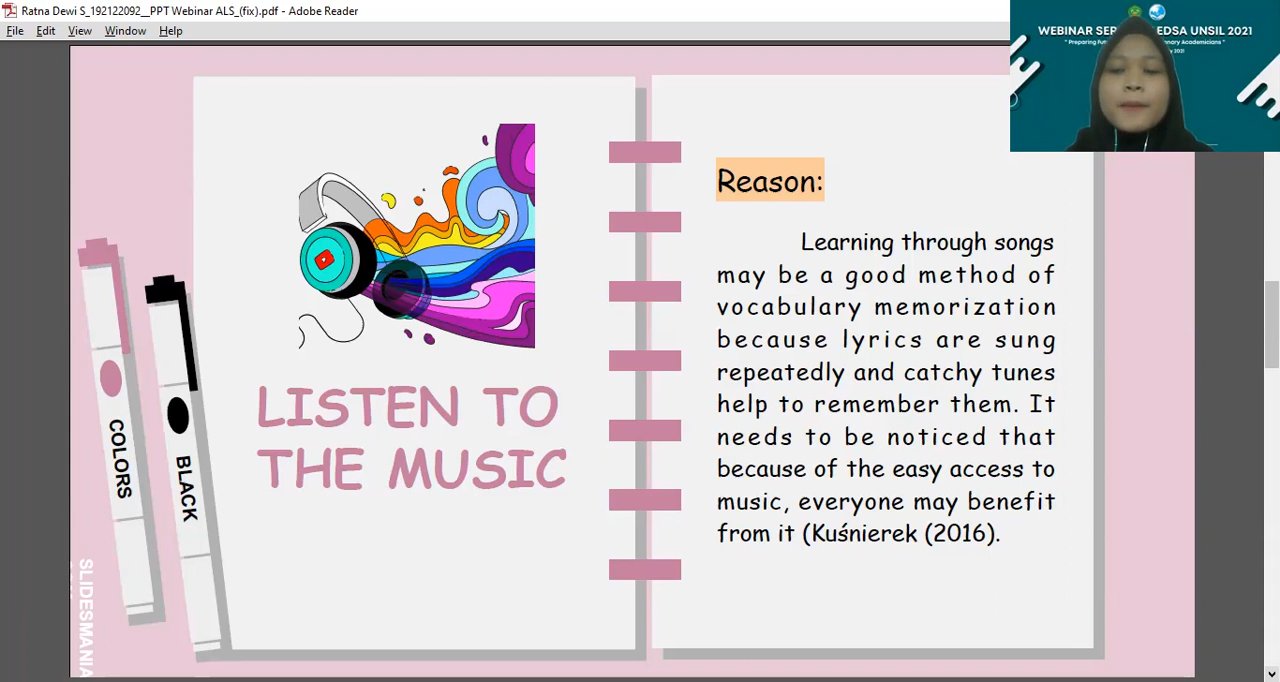 Ratna Dewi S_192122092__PPT Webinar ALS_(fix).pdf - Adobe Reader
File Edit View Window Help
WEBINAR SER EDSA UNSIL 2021
LISTEN TO
THE MUSIC
COLORS
BLACK
SLIDESMANIA
Reason:
Learning through songs
may be a good method of
vocabulary memorization
because lyrics are sung
repeatedly and catchy tunes
help to remember them. It
needs to be noticed that
because of the easy access to
music, everyone may benefit
from it (Kuśnierek (2016).